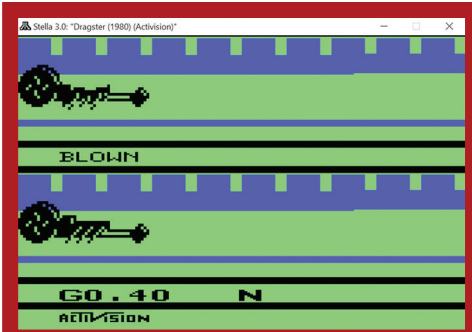 Stella 3.0: "Dragster (1980) (Activision)"
BLOWN
G0.40 N
ACTIVISION